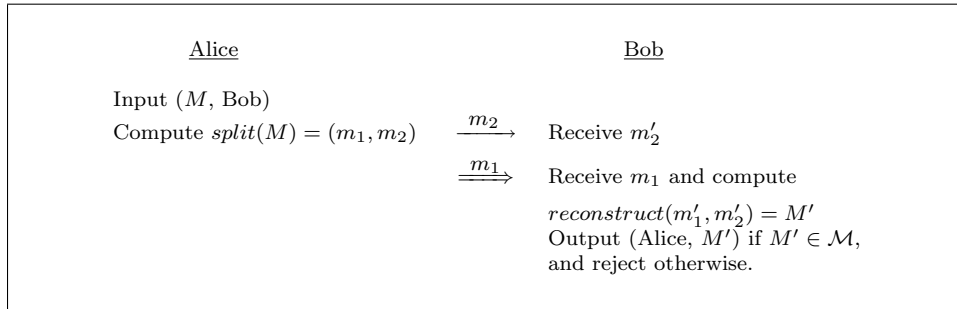 Alice Bob
Input (M, Bob)
Compute split(M) = (m₁, m₂) m₂ Receive m′₂
m₁ Receive m₁ and compute
reconstruct(m′₁, m′₂) = M′
Output (Alice, M′) if M′ ∈ ℳ,
and reject otherwise.